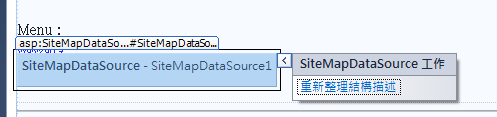 Menu：
asp:SiteMapDataSo...#SiteMapDataSo...
SiteMapDataSource - SiteMapDataSource1
SiteMapDataSource 工作
重新整理結構描述